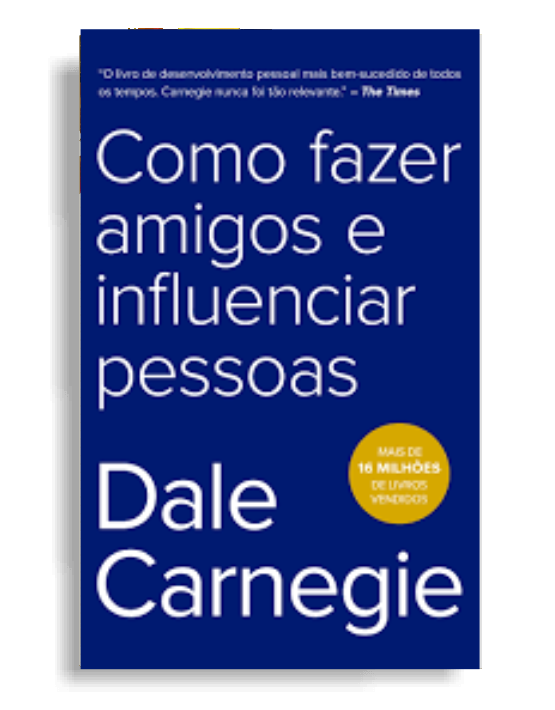 "O livro de desenvolvimento pessoal mais bem-sucedido de todos
os tempos. Carnegie nunca foi tão relevante." – The Times
Como fazer
amigos e
influenciar
pessoas
MAIS DE
16 MILHÕES
DE LIVROS
VENDIDOS
Dale
Carnegie